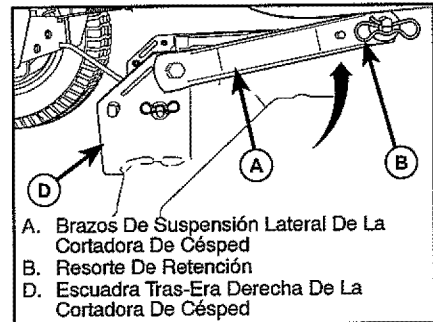 D
A
B
A. Brazos De Suspensión Lateral De La
Cortadora De Césped
B. Resorte De Retención
D. Escuadra Tras-Era Derecha De La
Cortadora De Césped